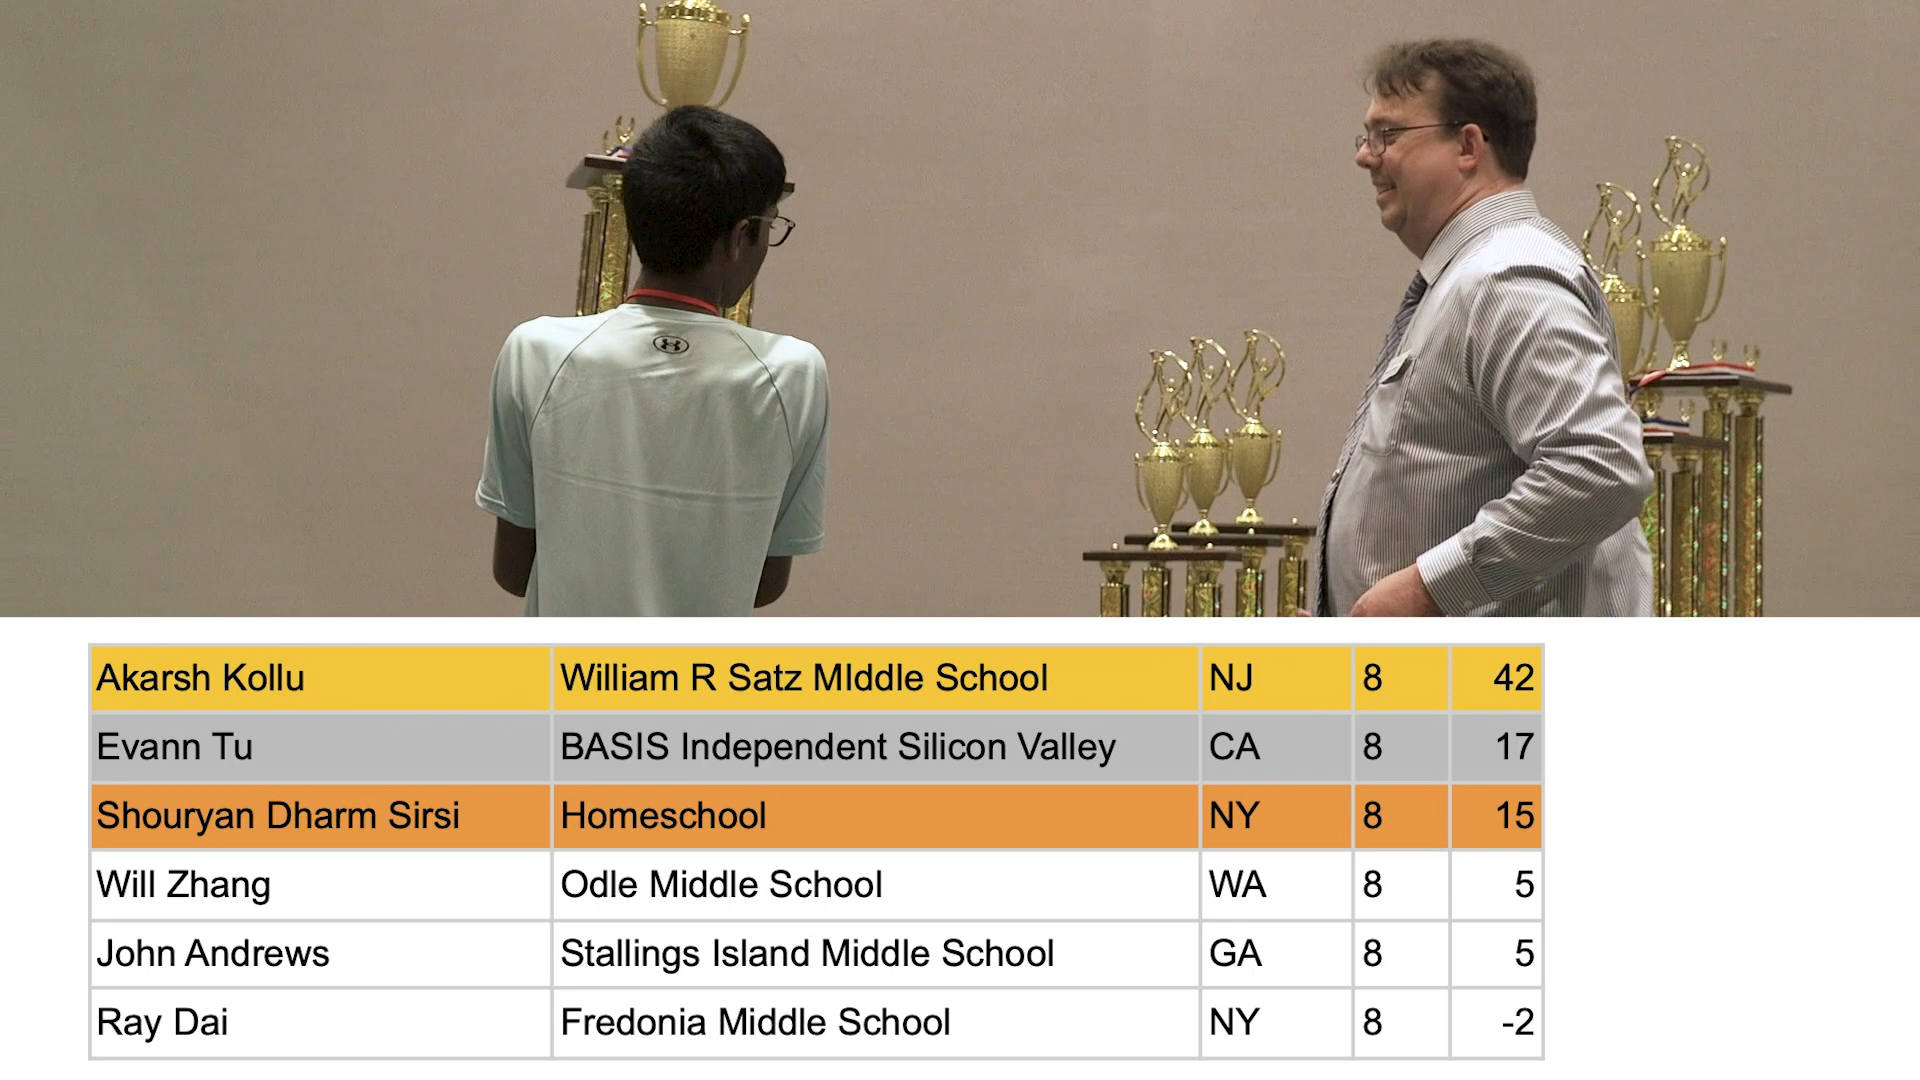 Akarsh Kollu William R Satz MIddle School NJ 8 42
Evann Tu BASIS Independent Silicon Valley CA 8 17
Shouryan Dharm Sirsi Homeschool NY 8 15
Will Zhang Odle Middle School WA 8 5
John Andrews Stallings Island Middle School GA 8 5
Ray Dai Fredonia Middle School NY 8 -2